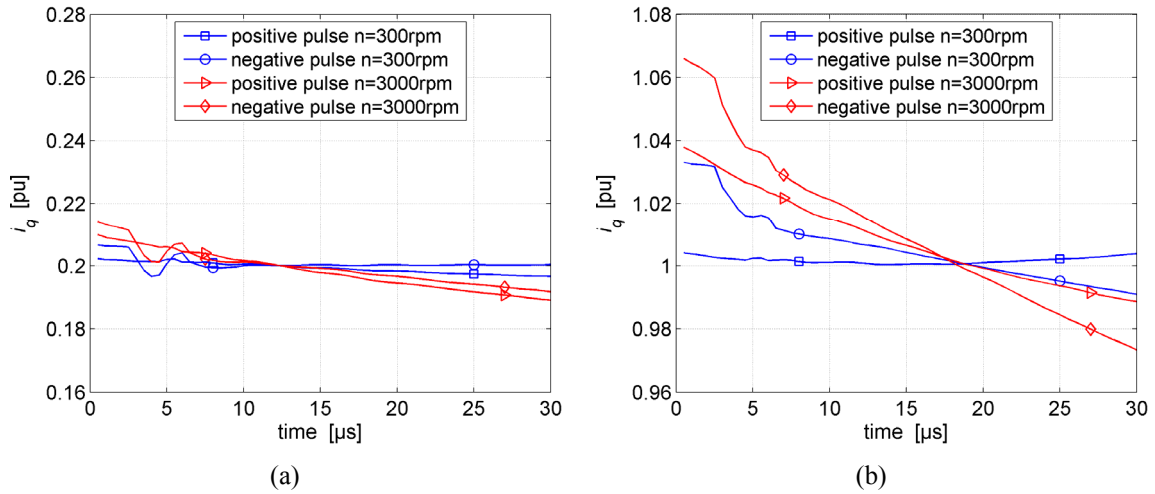 0.28
0.26
0.24
0.22
0.2
0.18
0.16
i_q [pu]
positive pulse n=300rpm
negative pulse n=300rpm
positive pulse n=3000rpm
negative pulse n=3000rpm
0 5 10 15 20 25 30
time [µs]
(a)
1.08
1.06
1.04
1.02
1
0.98
0.96
i_q [pu]
positive pulse n=300rpm
negative pulse n=300rpm
positive pulse n=3000rpm
negative pulse n=3000rpm
0 5 10 15 20 25 30
time [µs]
(b)